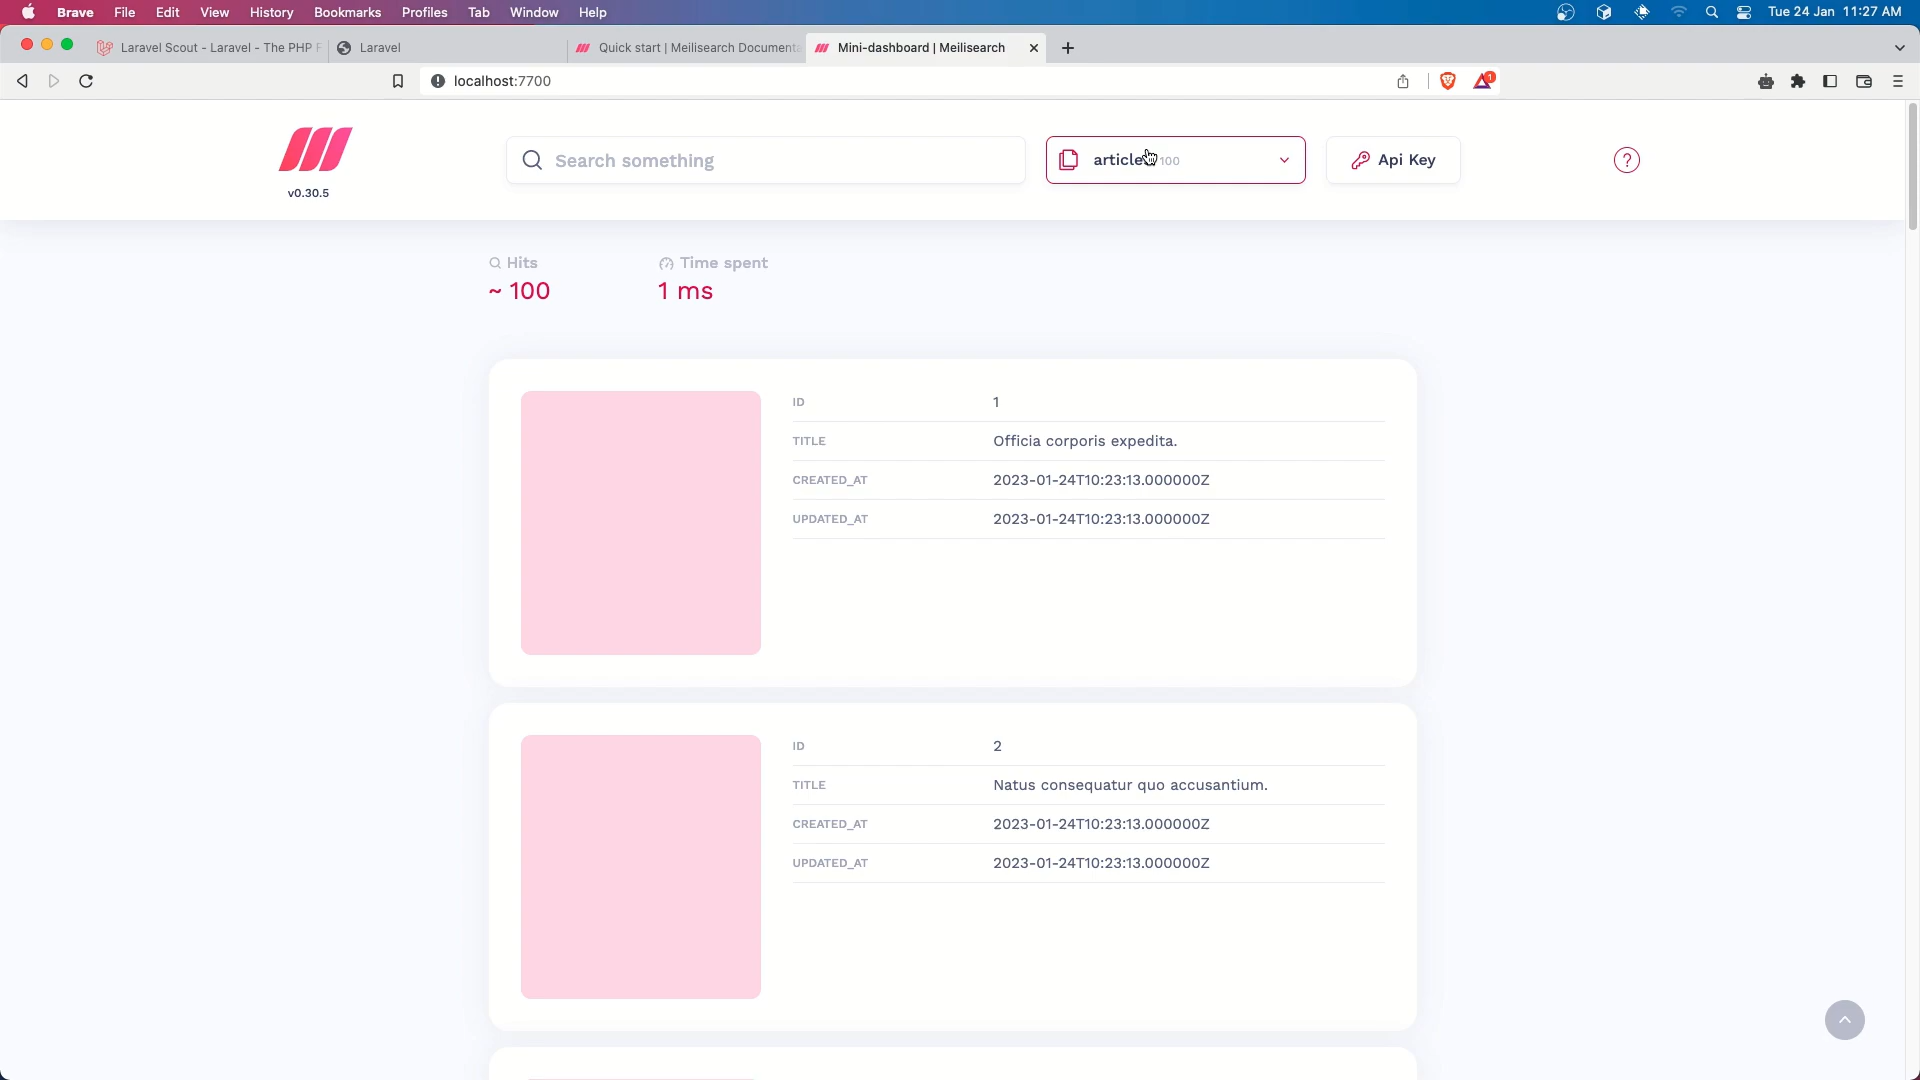 Brave File Edit View History Bookmarks Profiles Tab Window Help Tue 24 Jan 11:27 AM
Laravel Scout - Laravel - The PHP F Laravel Quick start | Meilisearch Documenta Mini-dashboard | Meilisearch
localhost:7700 1
Search something article 100 Api Key ?
v0.30.5
Hits Time spent
~ 100 1 ms
ID 1
TITLE Officia corporis expedita.
CREATED_AT 2023-01-24T10:23:13.000000Z
UPDATED_AT 2023-01-24T10:23:13.000000Z
ID 2
TITLE Natus consequatur quo accusantium.
CREATED_AT 2023-01-24T10:23:13.000000Z
UPDATED_AT 2023-01-24T10:23:13.000000Z